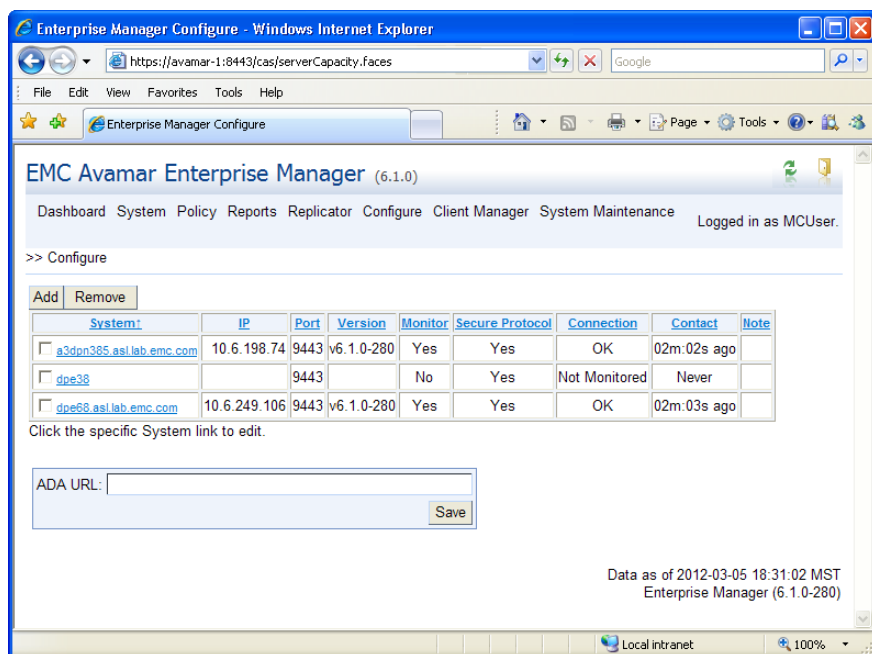 Enterprise Manager Configure - Windows Internet Explorer
https://avamar-1:8443/cas/serverCapacity.faces
Google
File Edit View Favorites Tools Help
Enterprise Manager Configure
Page Tools
EMC Avamar Enterprise Manager (6.1.0)
Dashboard System Policy Reports Replicator Configure Client Manager System Maintenance
Logged in as MCUser.
>> Configure
Add Remove
System↑ IP Port Version Monitor Secure Protocol Connection Contact Note
a3dpn385.asl.lab.emc.com 10.6.198.74 9443 v6.1.0-280 Yes Yes OK 02m:02s ago
dpe38 9443 No Yes Not Monitored Never
dpe68.asl.lab.emc.com 10.6.249.106 9443 v6.1.0-280 Yes Yes OK 02m:03s ago
Click the specific System link to edit.
ADA URL:
Save
Data as of 2012-03-05 18:31:02 MST
Enterprise Manager (6.1.0-280)
Local intranet 100%